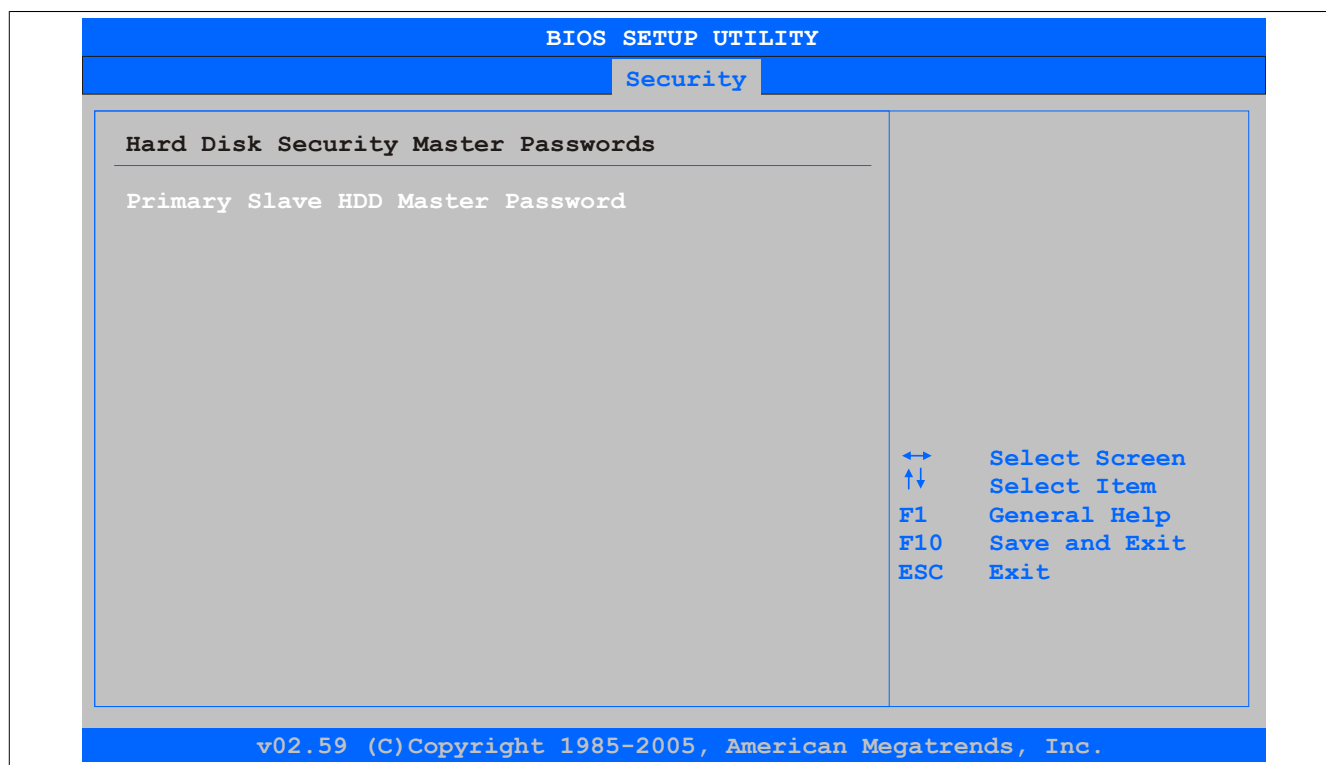 BIOS SETUP UTILITY
Security
Hard Disk Security Master Passwords
Primary Slave HDD Master Password
↔ Select Screen
↑↓ Select Item
F1 General Help
F10 Save and Exit
ESC Exit
v02.59 (C)Copyright 1985-2005, American Megatrends, Inc.